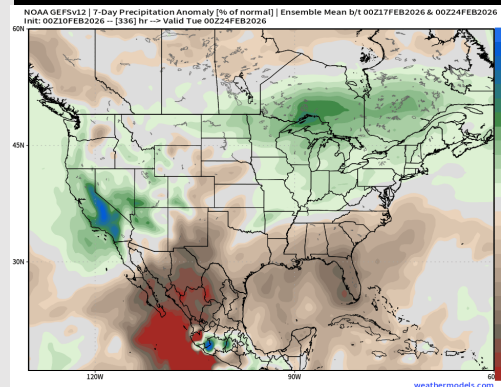 NOAA GEFSv12 | 7-Day Precipitation Anomaly [% of normal] | Ensemble Mean b/t 00Z17FEB2026 & 00Z24FEB2026
Init: 00Z10FEB2026 -- [336] hr --> Valid Tue 00Z24FEB2026
60N
45N
30N
120W
90W
60
weathermodels.com